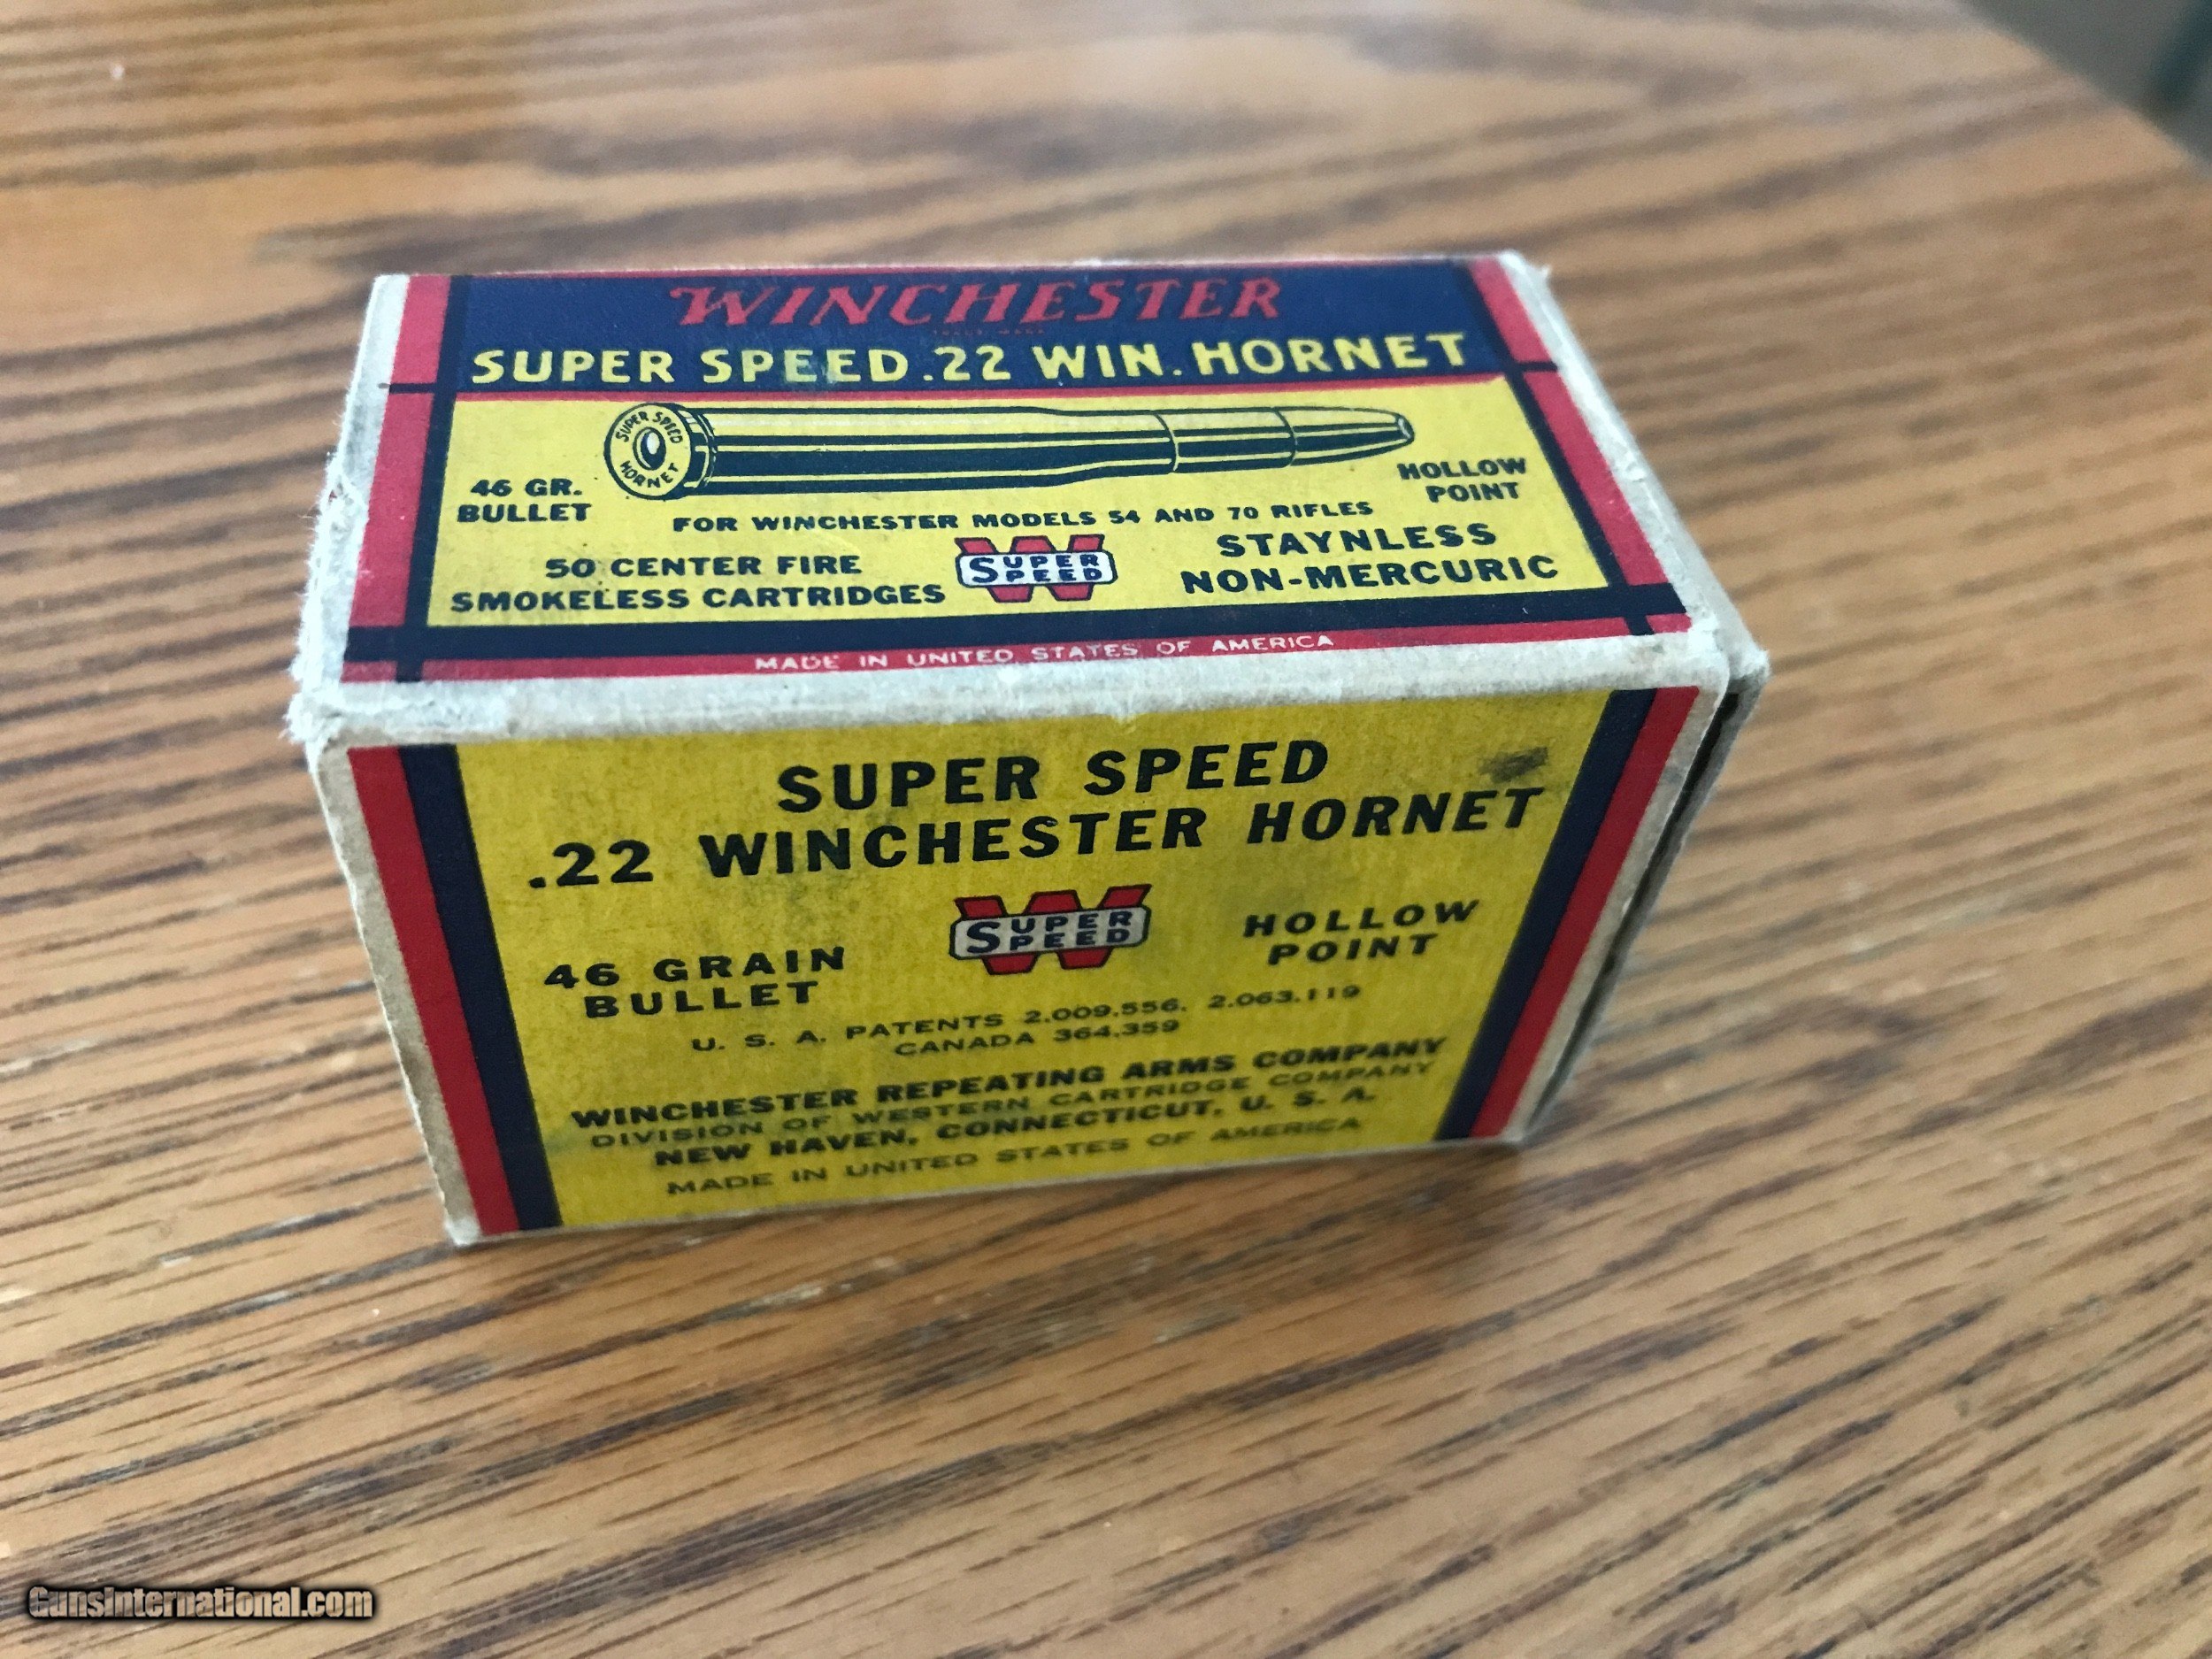 WINCHESTER
TRADE MARK
SUPER SPEED .22 WIN. HORNET
SUPER SPEED
HORNET
46 GR.
BULLET
HOLLOW
POINT
FOR WINCHESTER MODELS 54 AND 70 RIFLES
50 CENTER FIRE
SMOKELESS CARTRIDGES
SUPER
SPEED
STAYNLESS
NON-MERCURIC
MADE IN UNITED STATES OF AMERICA
SUPER SPEED
.22 WINCHESTER HORNET
46 GRAIN
BULLET
SUPER
SPEED
HOLLOW
POINT
U. S. A. PATENTS 2.009.556. 2.063.119
CANADA 364.359
WINCHESTER REPEATING ARMS COMPANY
DIVISION OF WESTERN CARTRIDGE COMPANY
NEW HAVEN, CONNECTICUT, U. S. A.
MADE IN UNITED STATES OF AMERICA
GunsInternational.com